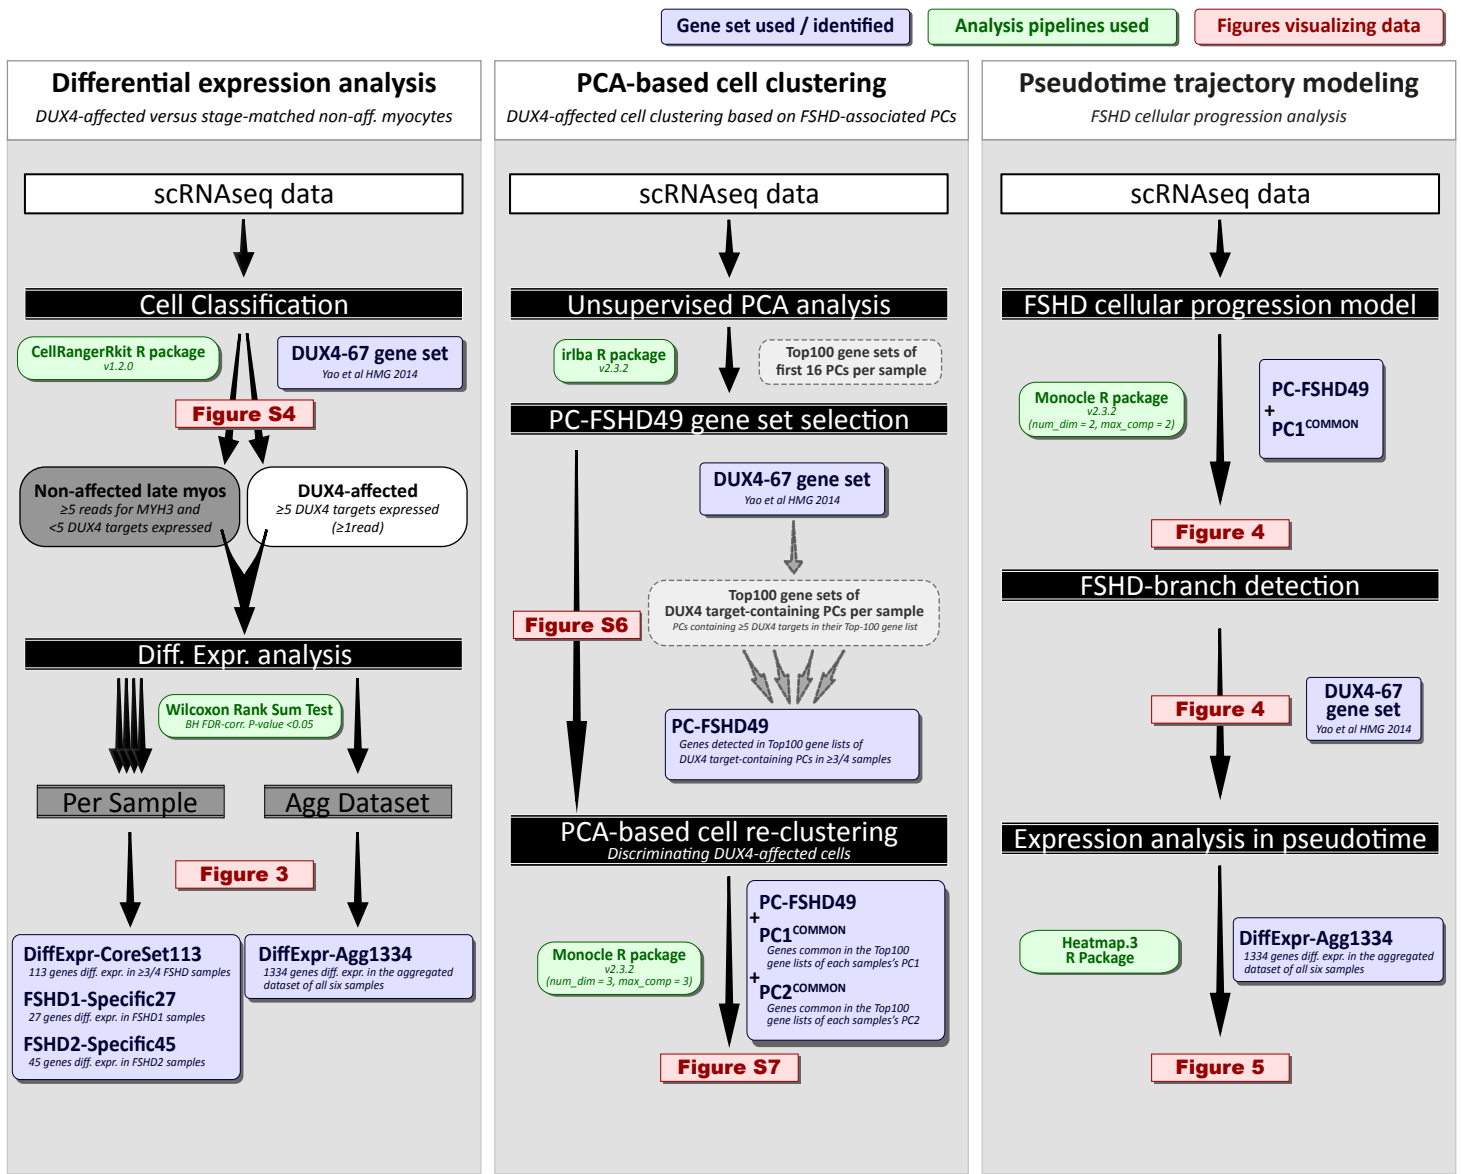 Gene set used / identified
Analysis pipelines used
Figures visualizing data
Differential expression analysis
DUX4-affected versus stage-matched non-aff. myocytes
scRNAseq data
Cell Classification
CellRangerRkit R package
v1.2.0
DUX4-67 gene set
Yao et al HMG 2014
Figure S4
Non-affected late myos
≥5 reads for MYH3 and
<5 DUX4 targets expressed
DUX4-affected
≥5 DUX4 targets expressed
(≥1read)
Diff. Expr. analysis
Wilcoxon Rank Sum Test
BH FDR-corr. P-value <0.05
Per Sample
Agg Dataset
Figure 3
DiffExpr-CoreSet113
113 genes diff. expr. in ≥3/4 FSHD samples
FSHD1-Specific27
27 genes diff. expr. in FSHD1 samples
FSHD2-Specific45
45 genes diff. expr. in FSHD2 samples
DiffExpr-Agg1334
1334 genes diff. expr. in the aggregated
dataset of all six samples
PCA-based cell clustering
DUX4-affected cell clustering based on FSHD-associated PCs
scRNAseq data
Unsupervised PCA analysis
irlba R package
v2.3.2
Top100 gene sets of
first 16 PCs per sample
PC-FSHD49 gene set selection
DUX4-67 gene set
Yao et al HMG 2014
Top100 gene sets of
DUX4 target-containing PCs per sample
PCs containing ≥5 DUX4 targets in their Top-100 gene list
Figure S6
PC-FSHD49
Genes detected in Top100 gene lists of
DUX4 target-containing PCs in ≥3/4 samples
PCA-based cell re-clustering
Discriminating DUX4-affected cells
Monocle R package
v2.3.2
(num_dim = 3, max_comp = 3)
PC-FSHD49
+
PC1COMMON
Genes common in the Top100
gene lists of each samples's PC1
+
PC2COMMON
Genes common in the Top100
gene lists of each samples's PC2
Figure S7
Pseudotime trajectory modeling
FSHD cellular progression analysis
scRNAseq data
FSHD cellular progression model
Monocle R package
v2.3.2
(num_dim = 2, max_comp = 2)
PC-FSHD49
+
PC1COMMON
Figure 4
FSHD-branch detection
Figure 4
DUX4-67
gene set
Yao et al HMG 2014
Expression analysis in pseudotime
Heatmap.3
R Package
DiffExpr-Agg1334
1334 genes diff. expr. in the aggregated
dataset of all six samples
Figure 5